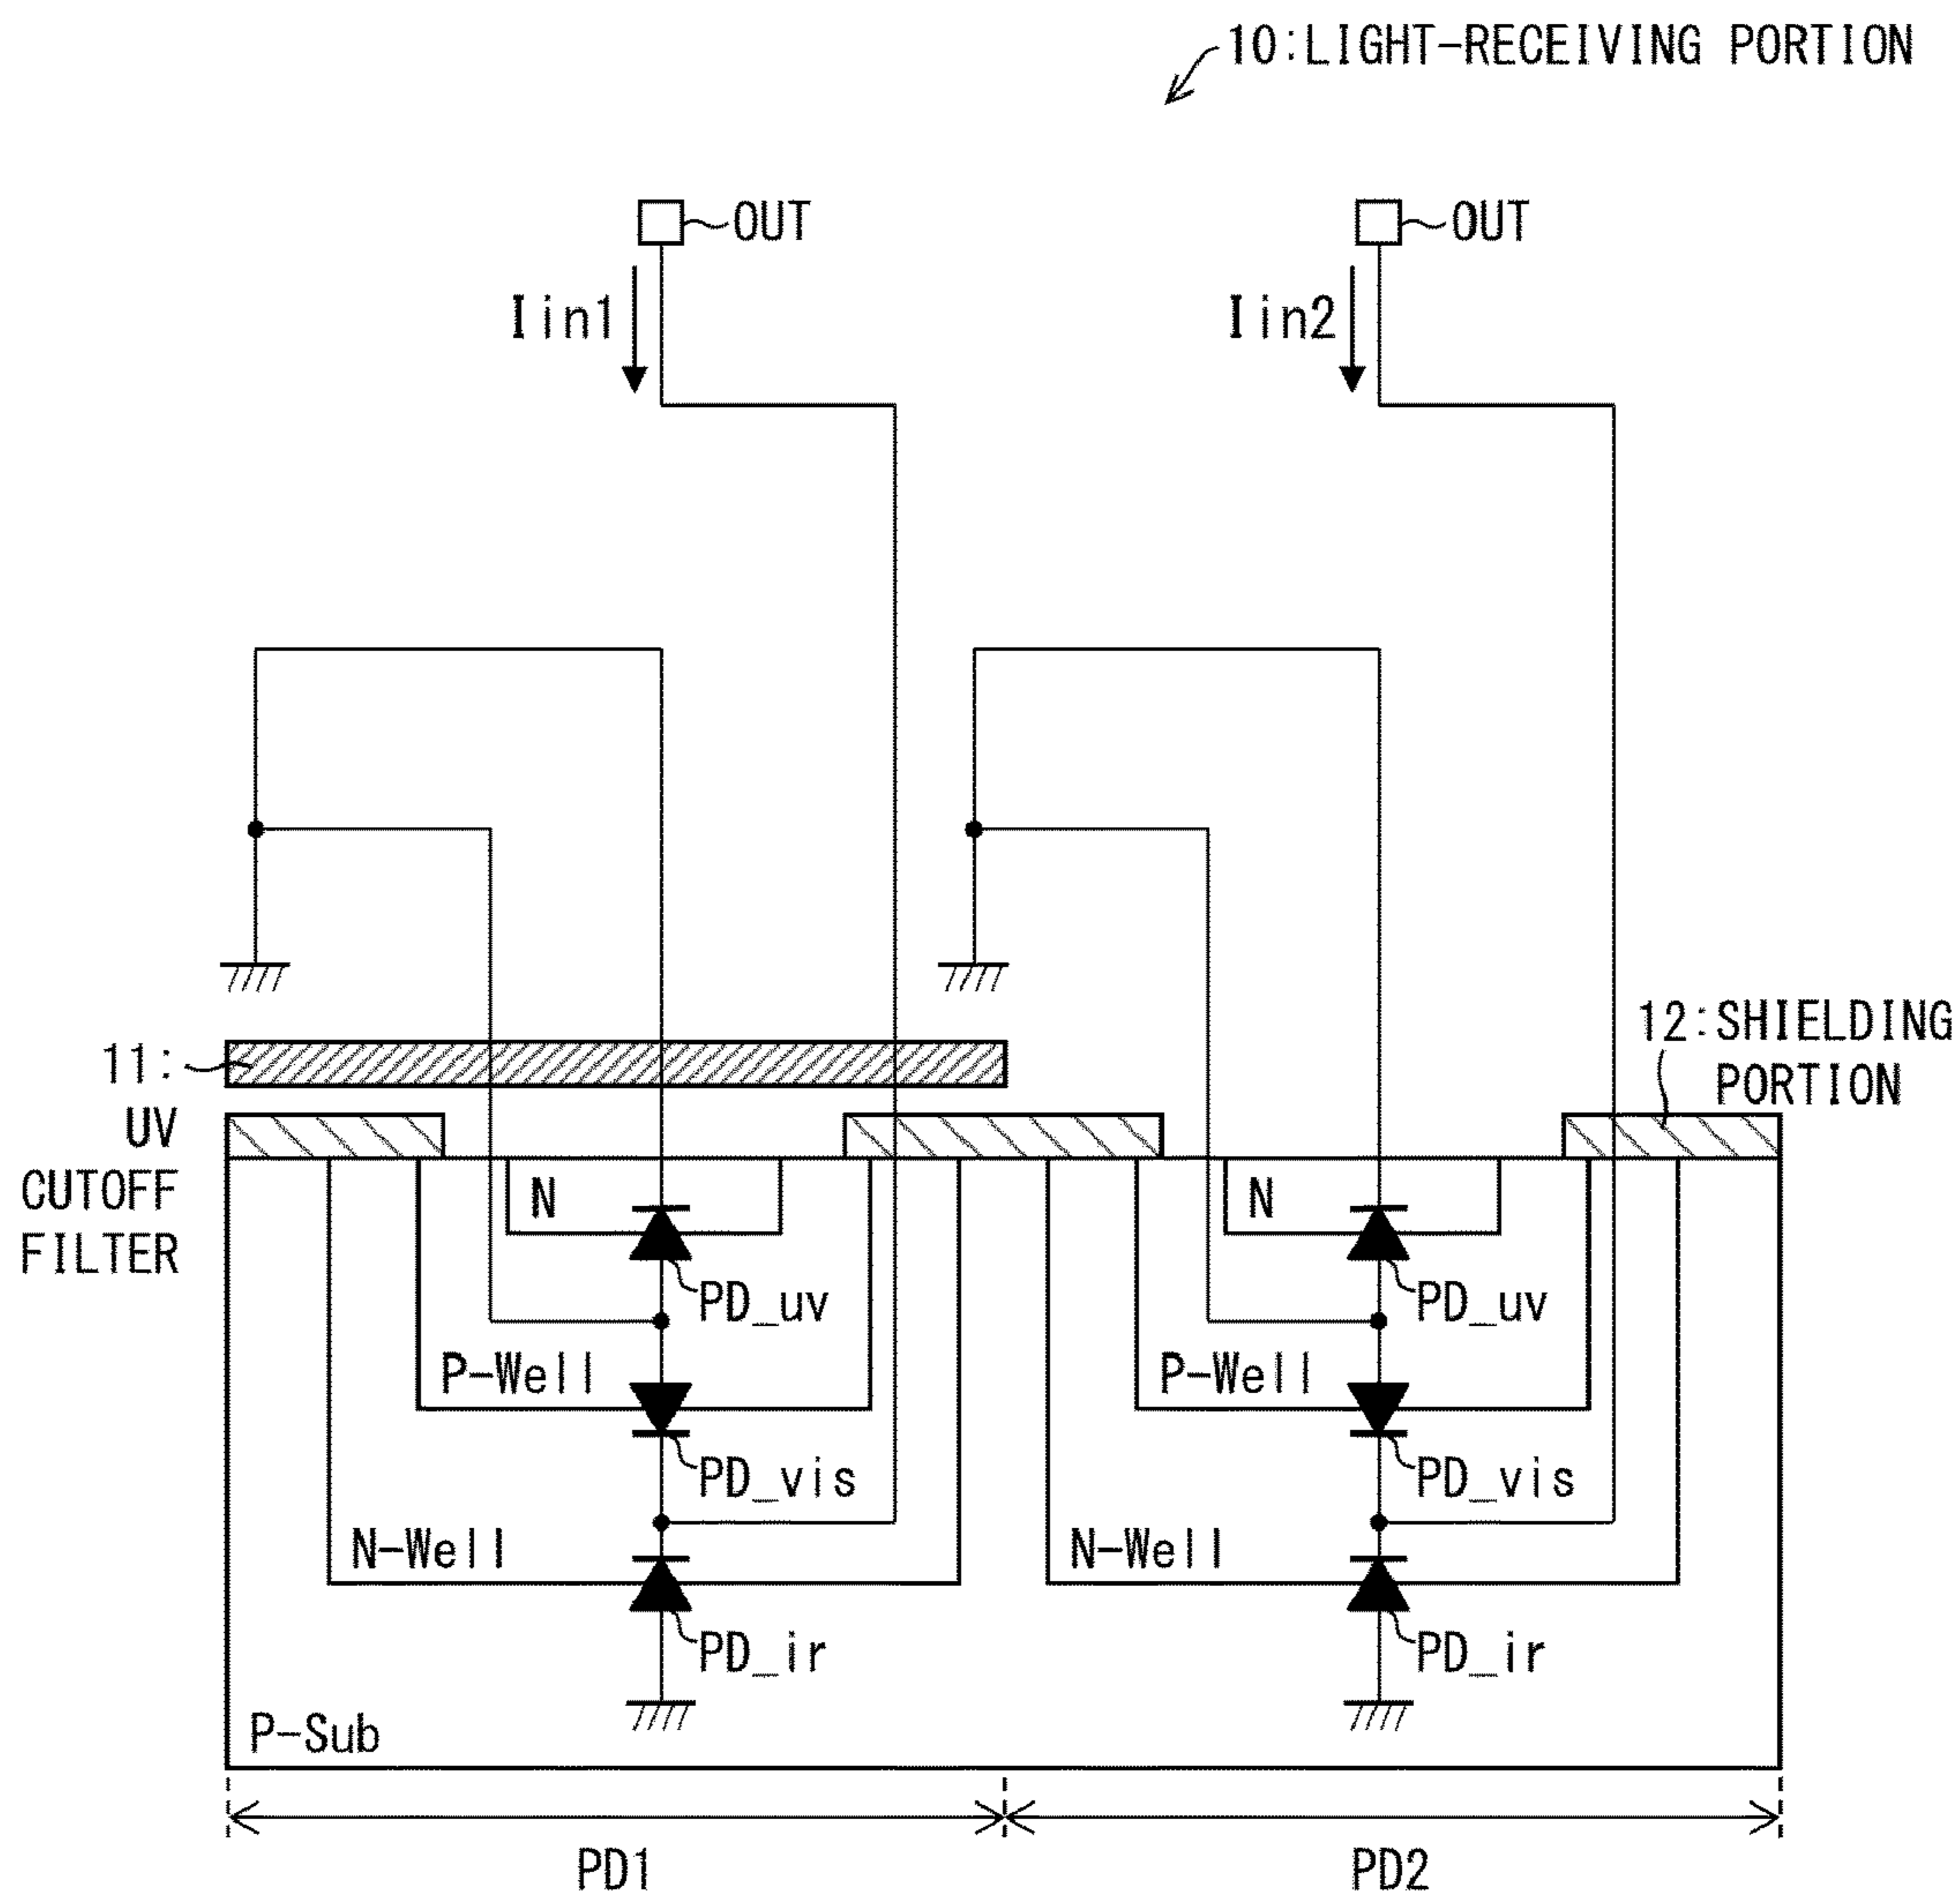 10:LIGHT-RECEIVING PORTION
OUT
OUT
Iin1
Iin2
11:
UV
CUTOFF
FILTER
12:SHIELDING
PORTION
N
N
PD_uv
PD_uv
P-Well
P-Well
PD_vis
PD_vis
N-Well
N-Well
PD_ir
PD_ir
P-Sub
PD1
PD2